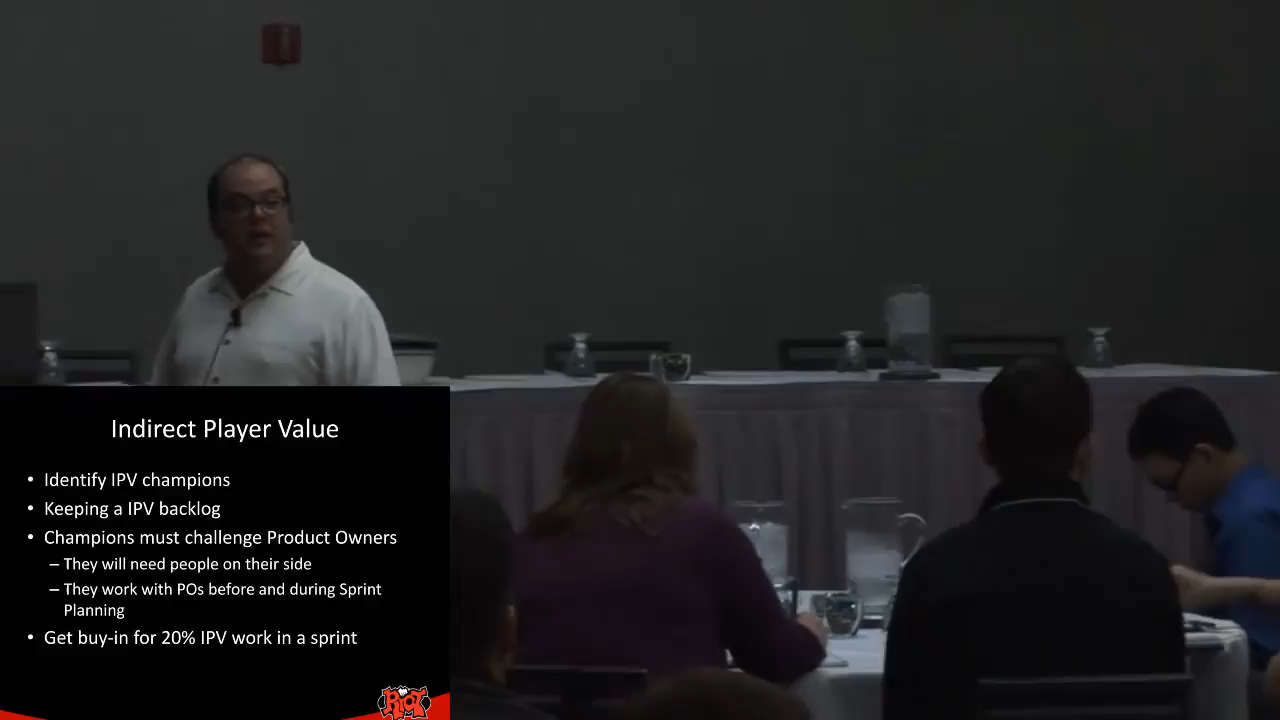 Indirect Player Value
• Identify IPV champions
• Keeping a IPV backlog
• Champions must challenge Product Owners
– They will need people on their side
– They work with POs before and during Sprint
Planning
• Get buy-in for 20% IPV work in a sprint
RIOT